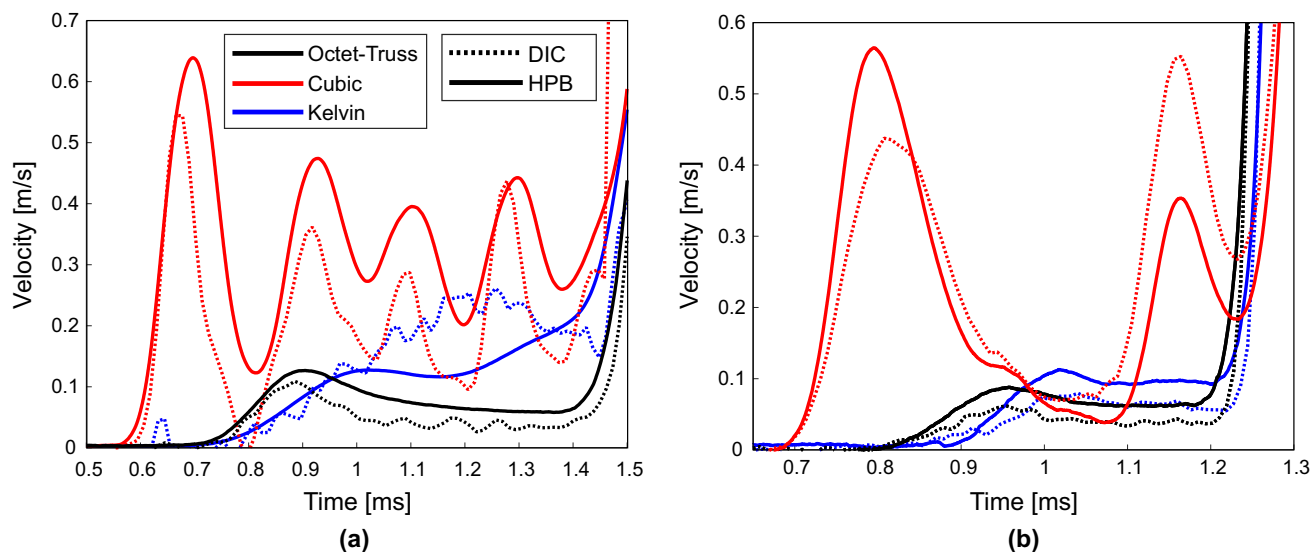 0.7
0.6
0.5
0.4
0.3
0.2
0.1
0
Velocity [m/s]
Octet-Truss
Cubic
Kelvin
DIC
HPB
0.5 0.6 0.7 0.8 0.9 1 1.1 1.2 1.3 1.4 1.5
Time [ms]
(a)
0.6
0.5
0.4
0.3
0.2
0.1
0
Velocity [m/s]
0.7 0.8 0.9 1 1.1 1.2 1.3
Time [ms]
(b)